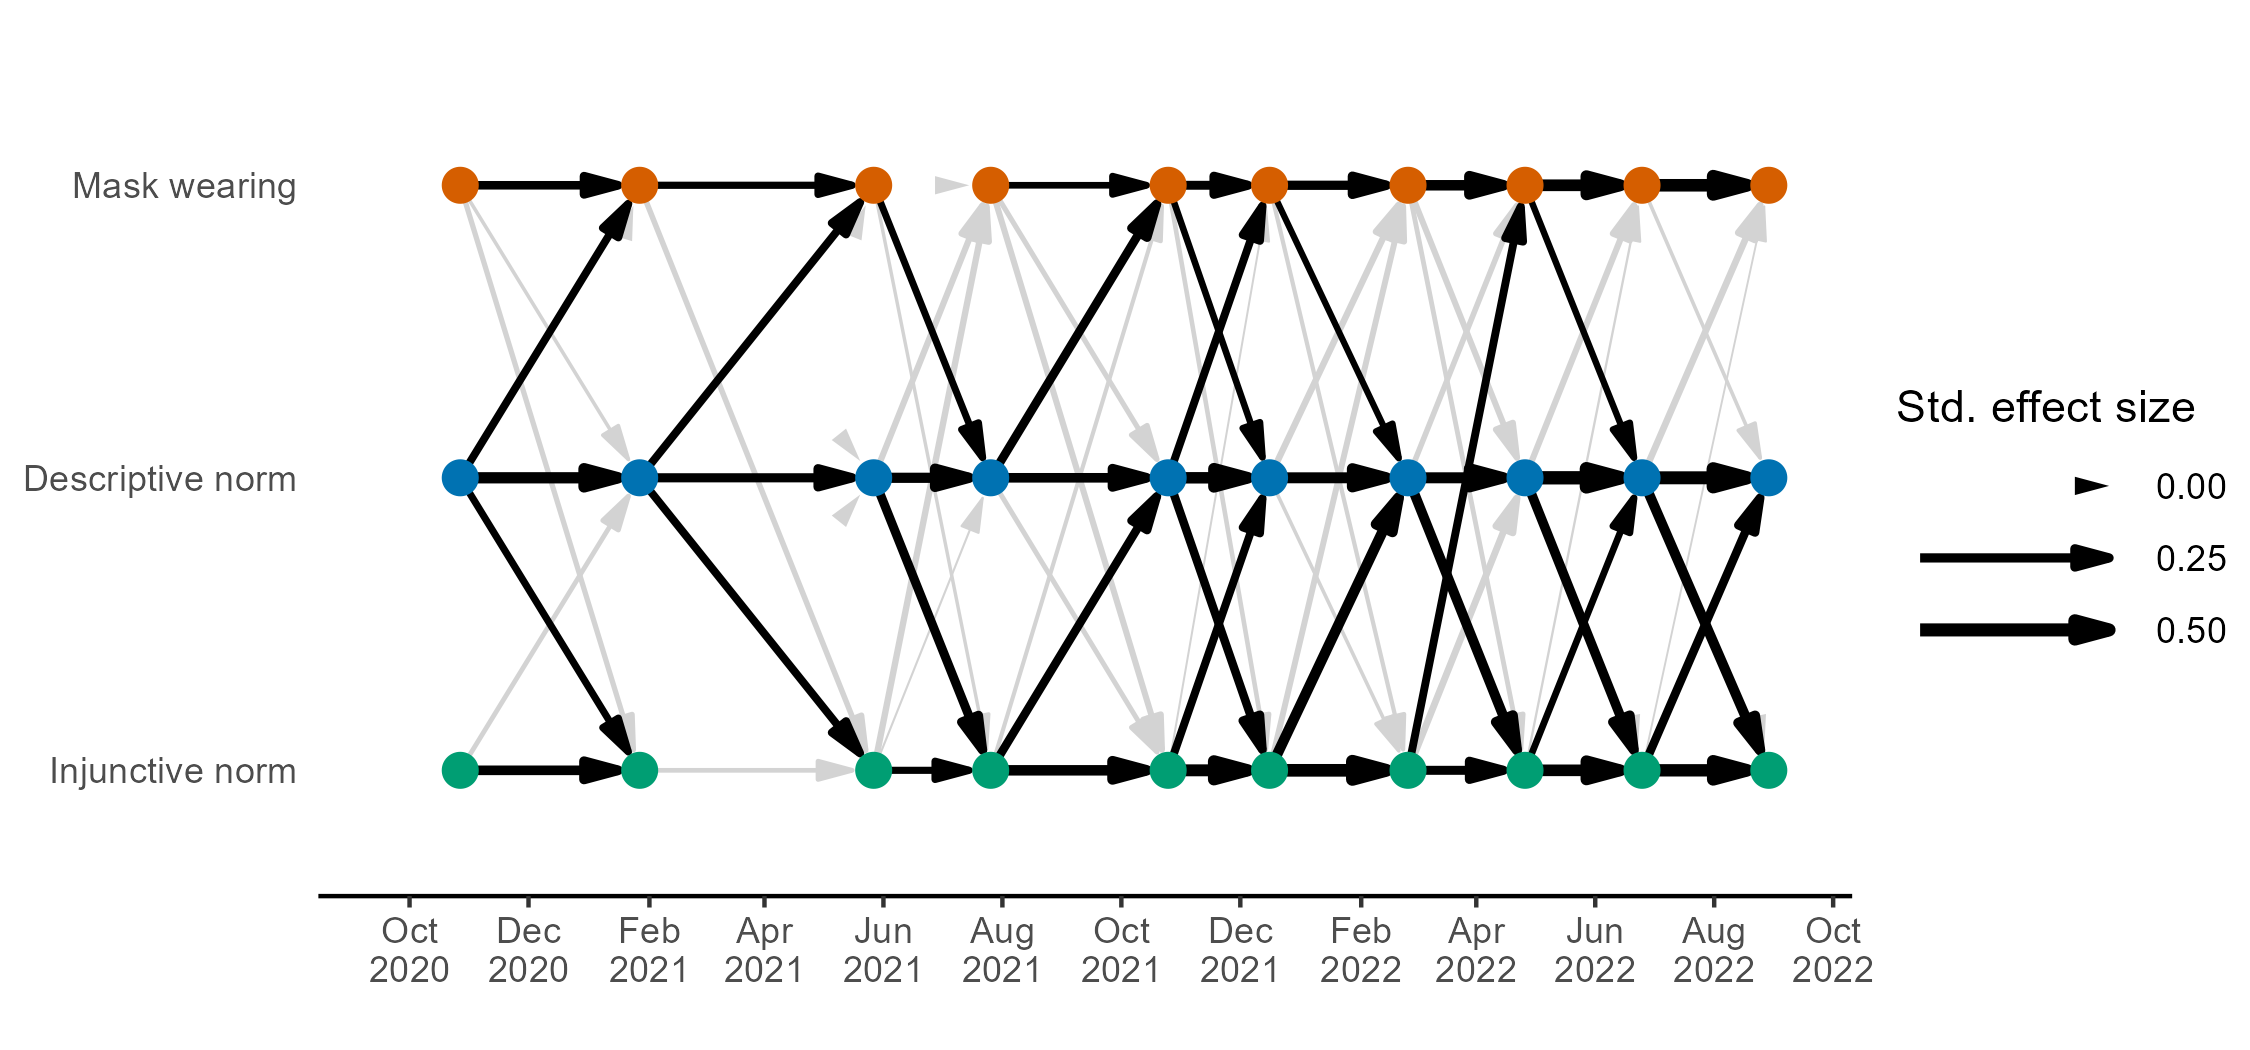 Mask wearing
Descriptive norm
Injunctive norm
Std. effect size
0.00
0.25
0.50
Oct Dec Feb Apr Jun Aug Oct Dec Feb Apr Jun Aug Oct
2020 2020 2021 2021 2021 2021 2021 2021 2022 2022 2022 2022 2022